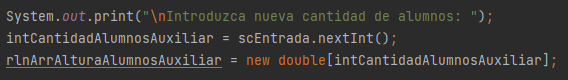 System.out.print("\nIntroduzca nueva cantidad de alumnos: ");
intCantidadAlumnosAuxiliar = scEntrada.nextInt();
rlnArrAlturaAlumnosAuxiliar = new double[intCantidadAlumnosAuxiliar];